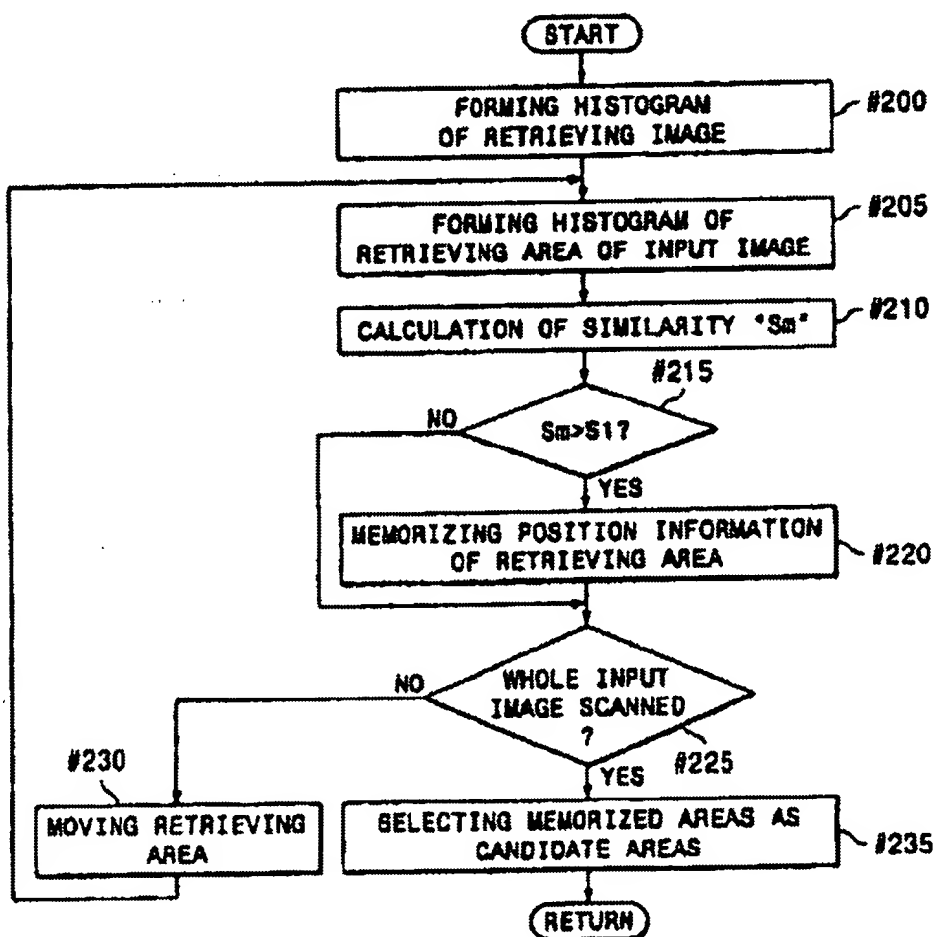 START
FORMING HISTOGRAM
OF RETRIEVING IMAGE
#200
FORMING HISTOGRAM OF
RETRIEVING AREA OF INPUT IMAGE
#205
CALCULATION OF SIMILARITY "Sm"
#210
#215
Sm>S1?
NO
YES
MEMORIZING POSITION INFORMATION
OF RETRIEVING AREA
#220
WHOLE INPUT
IMAGE SCANNED
?
NO
#225
YES
#230
MOVING RETRIEVING
AREA
SELECTING MEMORIZED AREAS AS
CANDIDATE AREAS
#235
RETURN